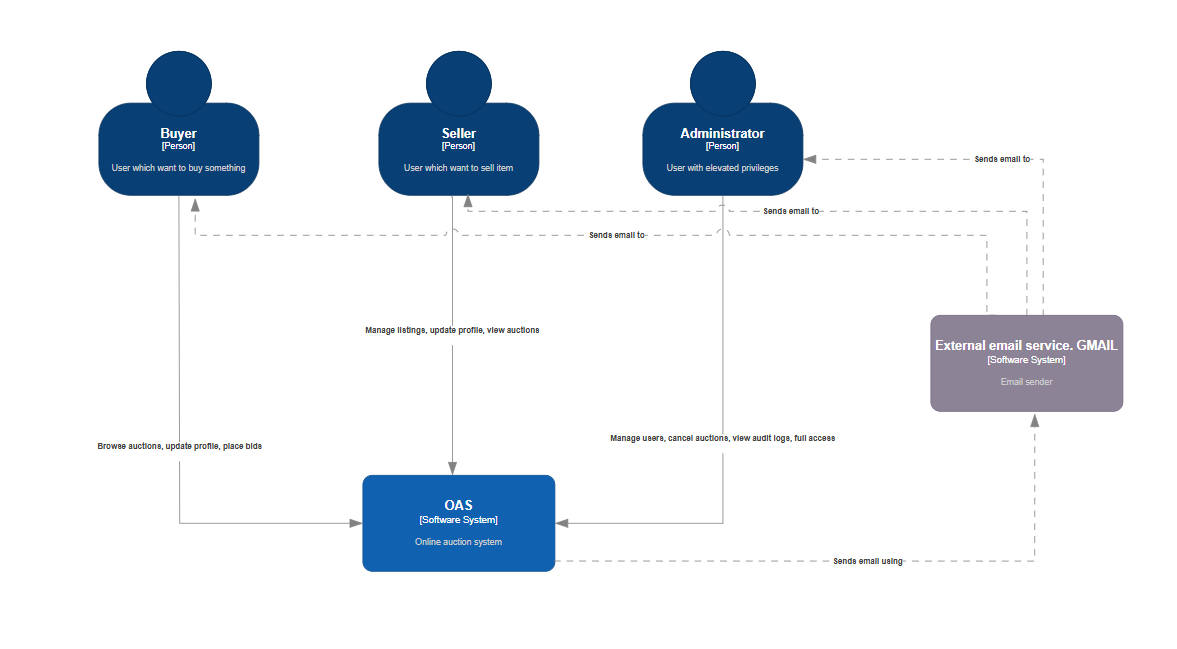 Buyer
[Person]
User which want to buy something
Seller
[Person]
User which want to sell item
Administrator
[Person]
User with elevated privileges
Sends email to
Sends email to
Sends email to
Manage listings, update profile, view auctions
External email service. GMAIL
[Software System]
Email sender
Browse auctions, update profile, place bids
Manage users, cancel auctions, view audit logs, full access
OAS
[Software System]
Online auction system
Sends email using